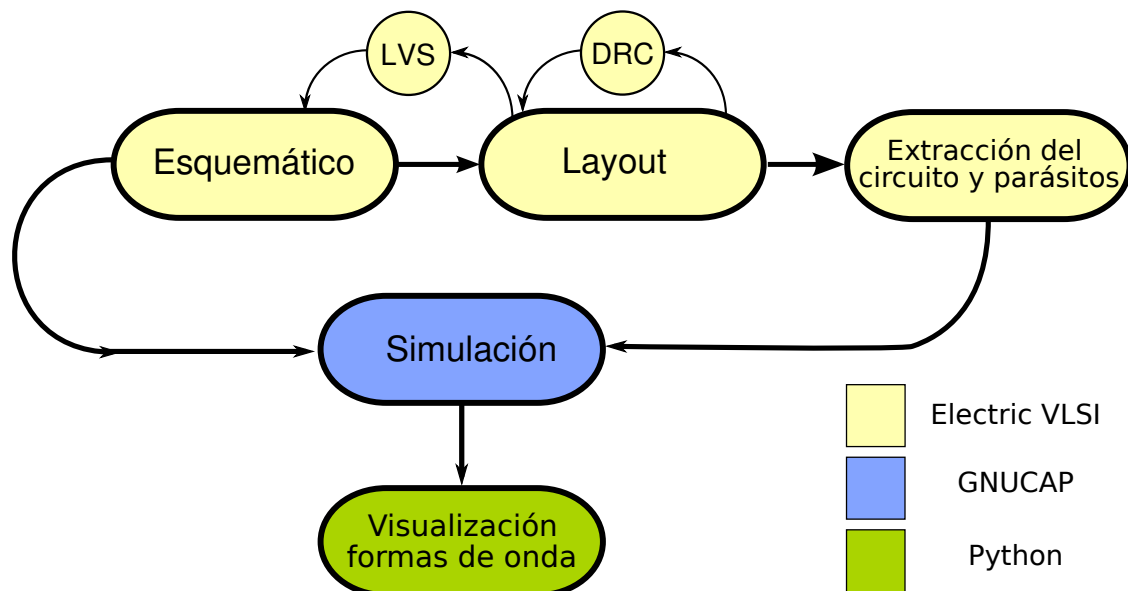 LVS
DRC
Esquemático
Layout
Extracción del
circuito y parásitos
Simulación
Electric VLSI
GNUCAP
Visualización
formas de onda
Python